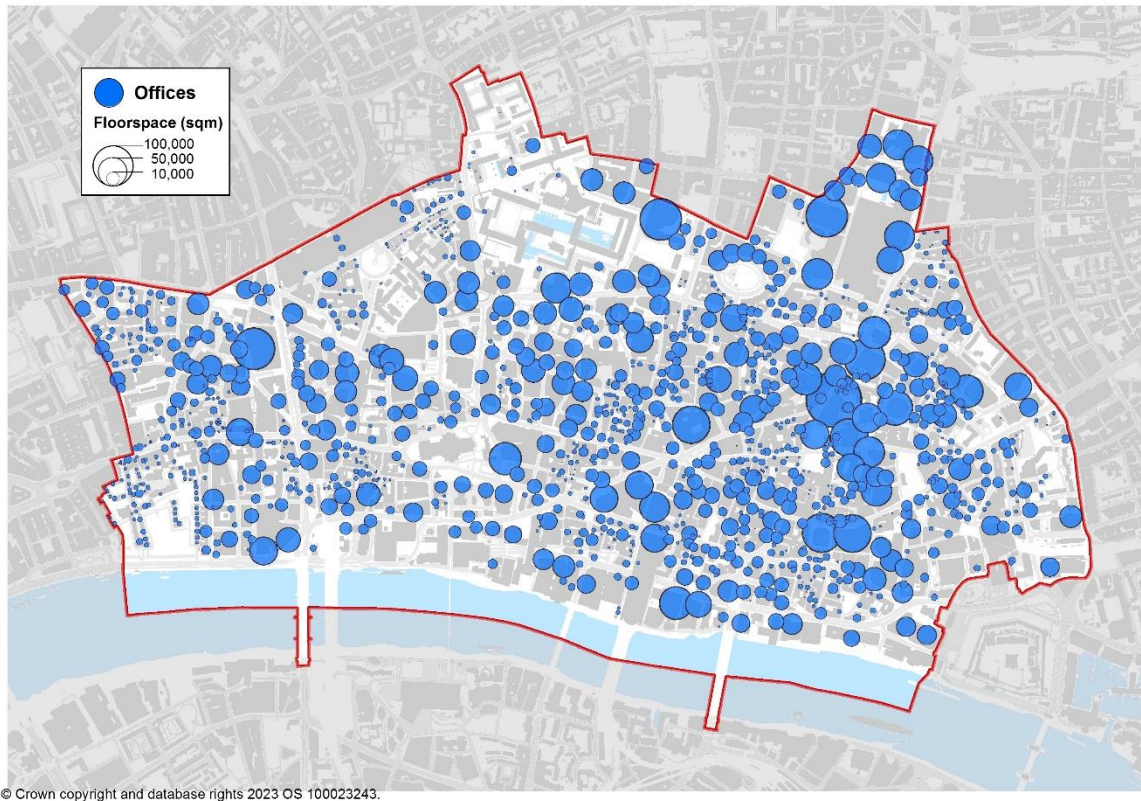 Offices
Floorspace (sqm)
100,000
50,000
10,000
© Crown copyright and database rights 2023 OS 100023243.